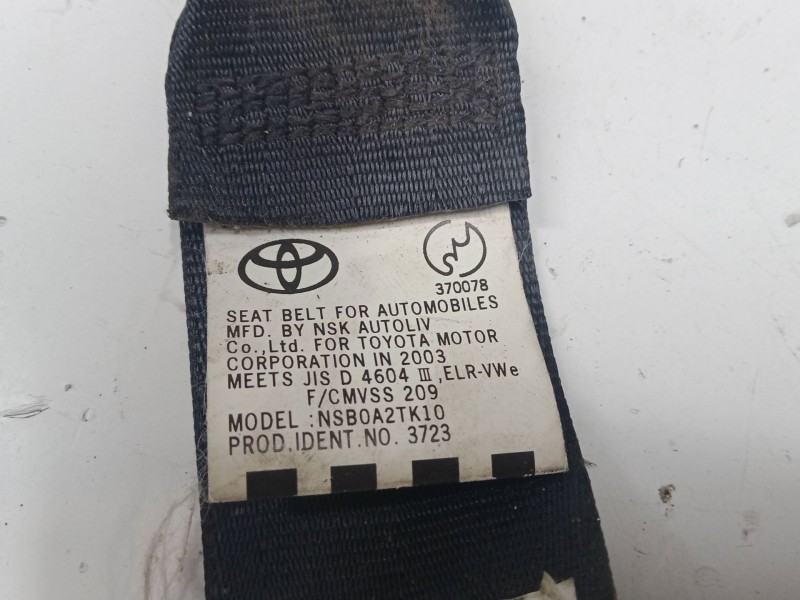 370078
SEAT BELT FOR AUTOMOBILES
MFD. BY NSK AUTOLIV
Co.,Ltd. FOR TOYOTA MOTOR
CORPORATION IN 2003
MEETS JIS D 4604 Ⅲ,ELR-VWe
F/CMVSS 209
MODEL :NSB0A2TK10
PROD.IDENT.NO. 3723